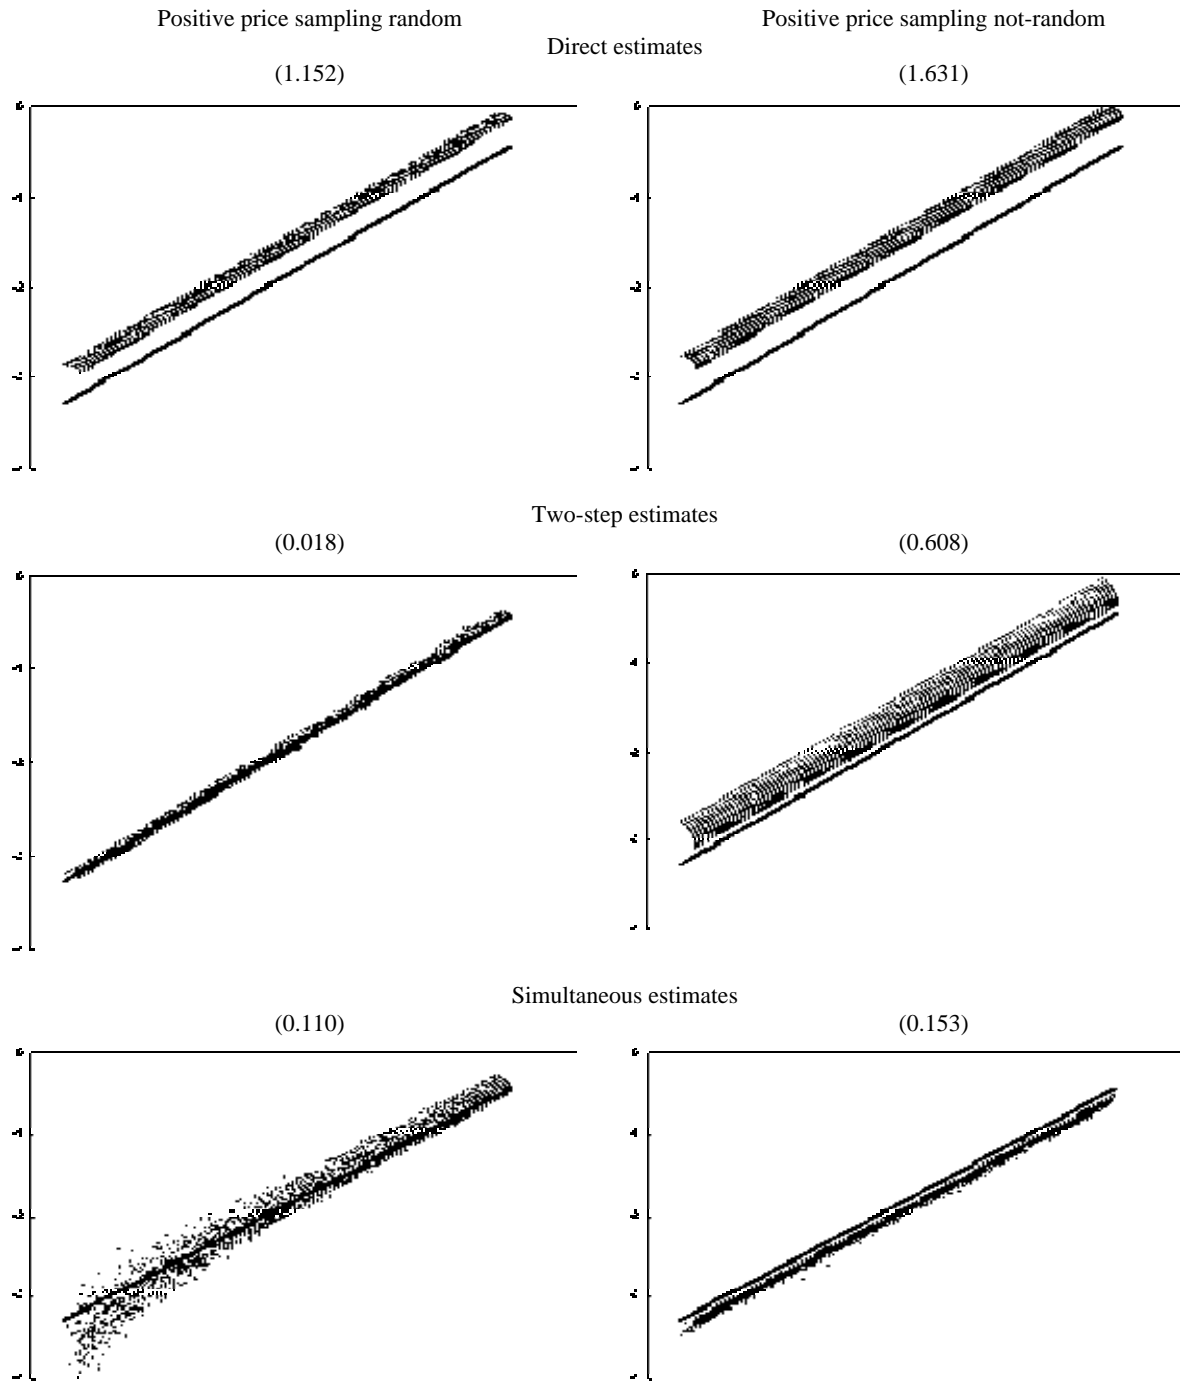 Positive price sampling random
Positive price sampling not-random
Direct estimates
(1.152)
(1.631)
Two-step estimates
(0.018)
(0.608)
Simultaneous estimates
(0.110)
(0.153)